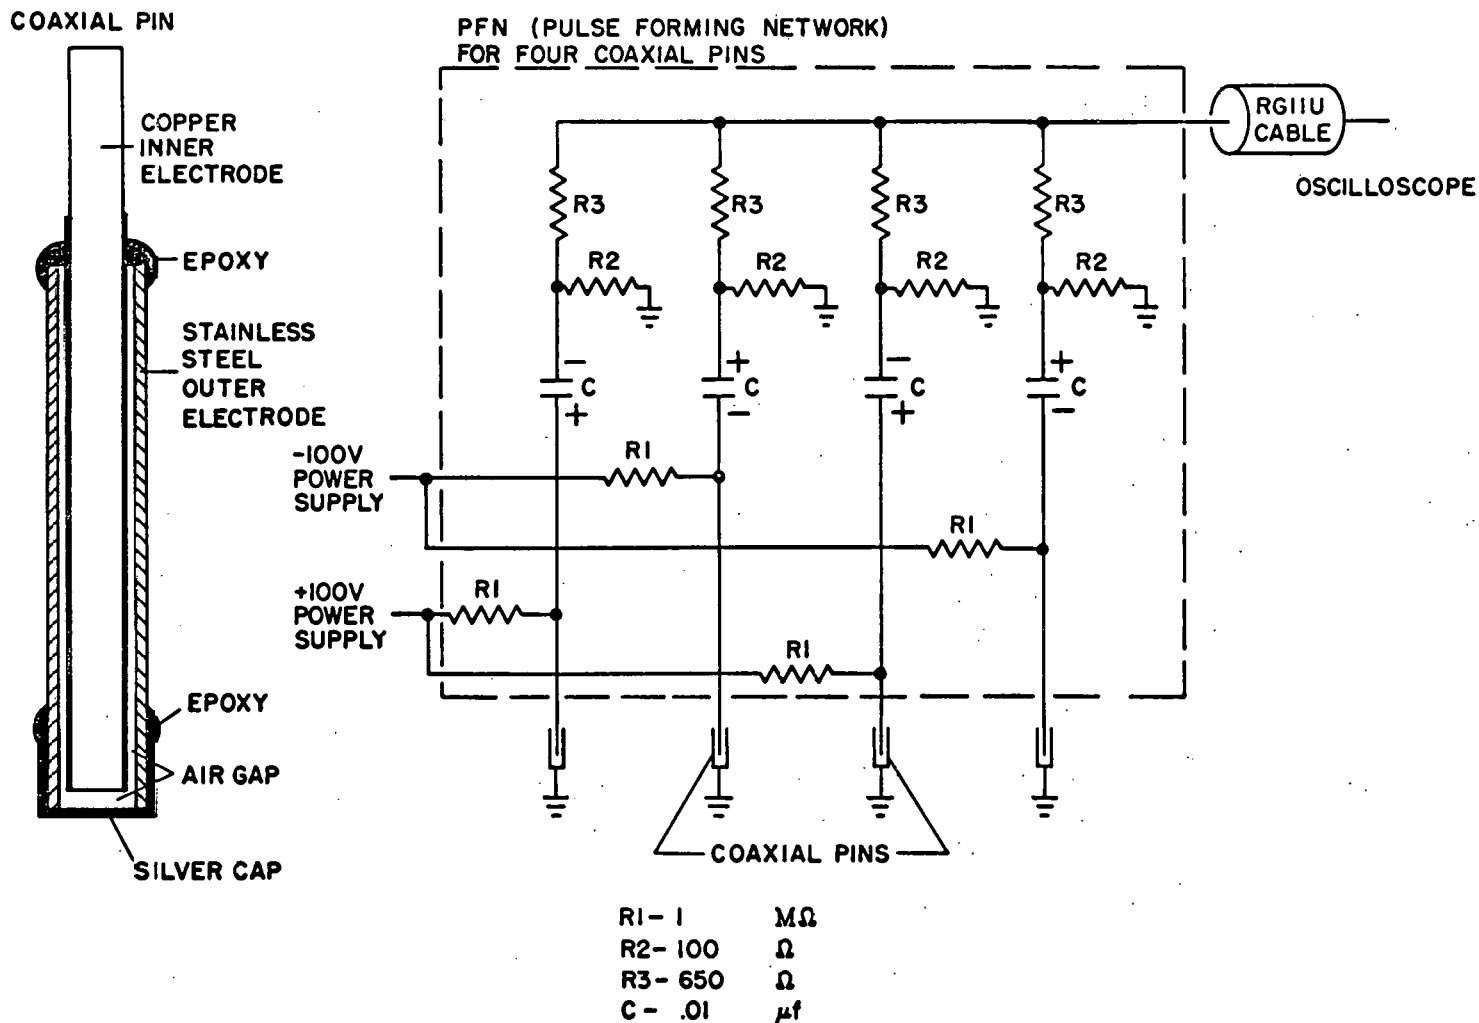 COAXIAL PIN
COPPER
INNER
ELECTRODE
EPOXY
STAINLESS
STEEL
OUTER
ELECTRODE
EPOXY
AIR GAP
SILVER CAP
PFN (PULSE FORMING NETWORK)
FOR FOUR COAXIAL PINS
RG11U
CABLE
OSCILLOSCOPE
R3
R3
R3
R3
R2
R2
R2
R2
− + − +
C
C
C
C
+ − + −
-100V
POWER
SUPPLY
R1
R1
+100V
POWER
SUPPLY
R1
R1
COAXIAL PINS
R1- 1 MΩ
R2- 100 Ω
R3- 650 Ω
C - .01 μf